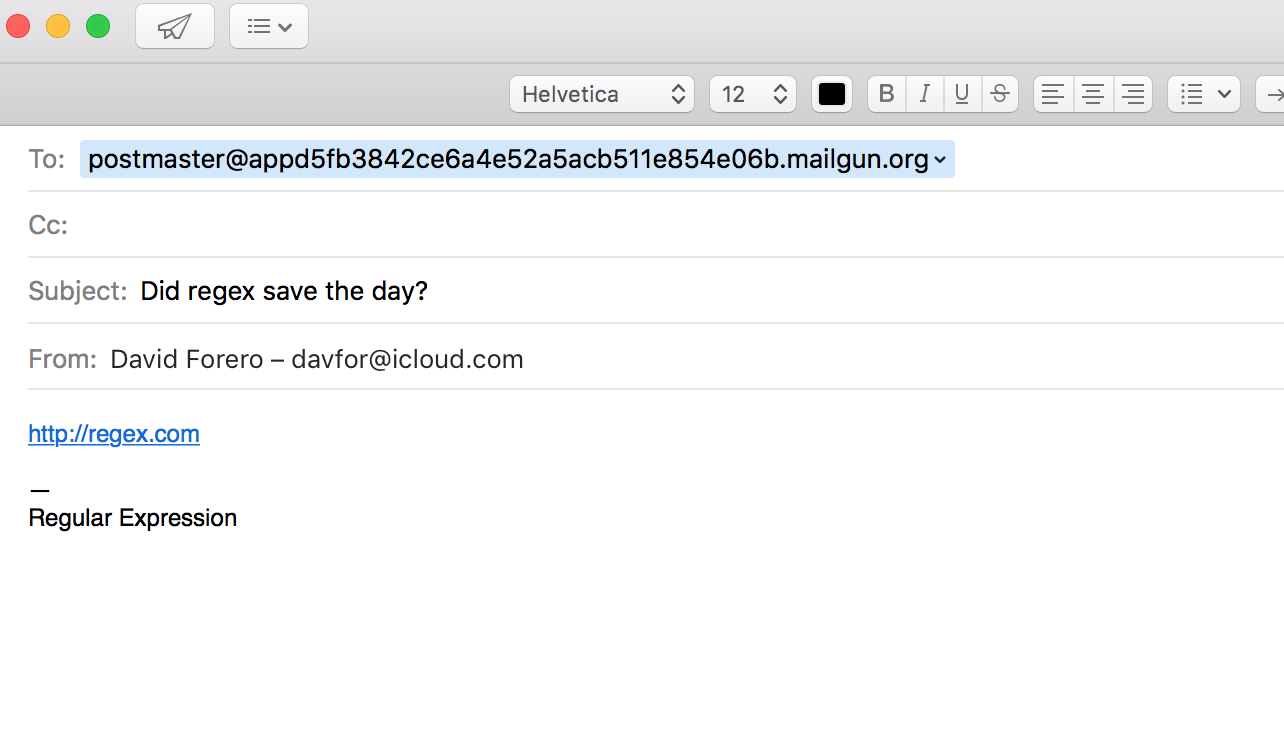 Helvetica 12 B I U S
To: postmaster@appd5fb3842ce6a4e52a5acb511e854e06b.mailgun.org
Cc:
Subject: Did regex save the day?
From: David Forero – davfor@icloud.com
http://regex.com
—
Regular Expression